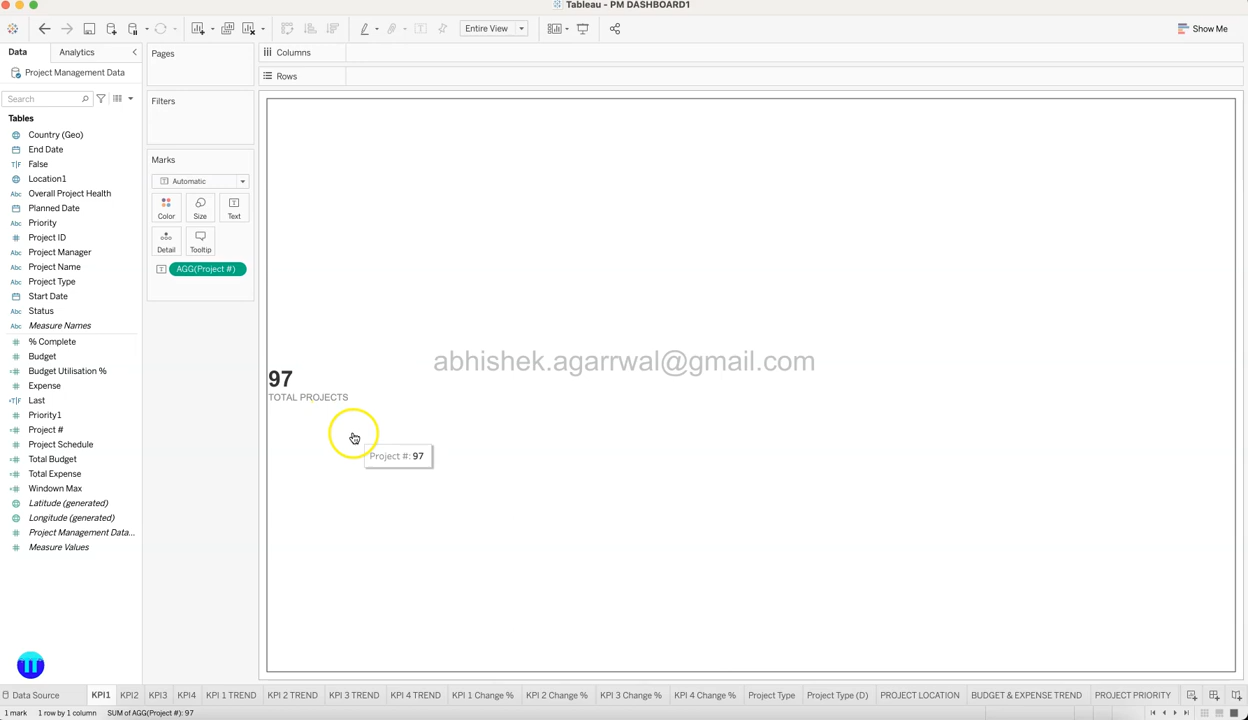 Tableau - PM DASHBOARD1
Entire View
Show Me
Data
Analytics
Pages
Columns
Project Management Data
Rows
Search
Filters
Tables
Country (Geo)
End Date
T|F False
Location1
Abc Overall Project Health
Planned Date
Abc Priority
# Project ID
Abc Project Manager
Abc Project Name
Abc Project Type
Start Date
Abc Status
Abc Measure Names
# % Complete
# Budget
=# Budget Utilisation %
# Expense
=T|F Last
# Priority1
=# Project #
# Project Schedule
=# Total Budget
=# Total Expense
=# Windown Max
Latitude (generated)
Longitude (generated)
# Project Management Data...
# Measure Values
Marks
T Automatic
Color
Size
T Text
Detail
Tooltip
T AGG(Project #)
abhishek.agarrwal@gmail.com
97
TOTAL PROJECTS
Project #: 97
Data Source
KPI1
KPI2
KPI3
KPI4
KPI 1 TREND
KPI 2 TREND
KPI 3 TREND
KPI 4 TREND
KPI 1 Change %
KPI 2 Change %
KPI 3 Change %
KPI 4 Change %
Project Type
Project Type (D)
PROJECT LOCATION
BUDGET & EXPENSE TREND
PROJECT PRIORITY
1 mark
1 row by 1 column
SUM of AGG(Project #): 97